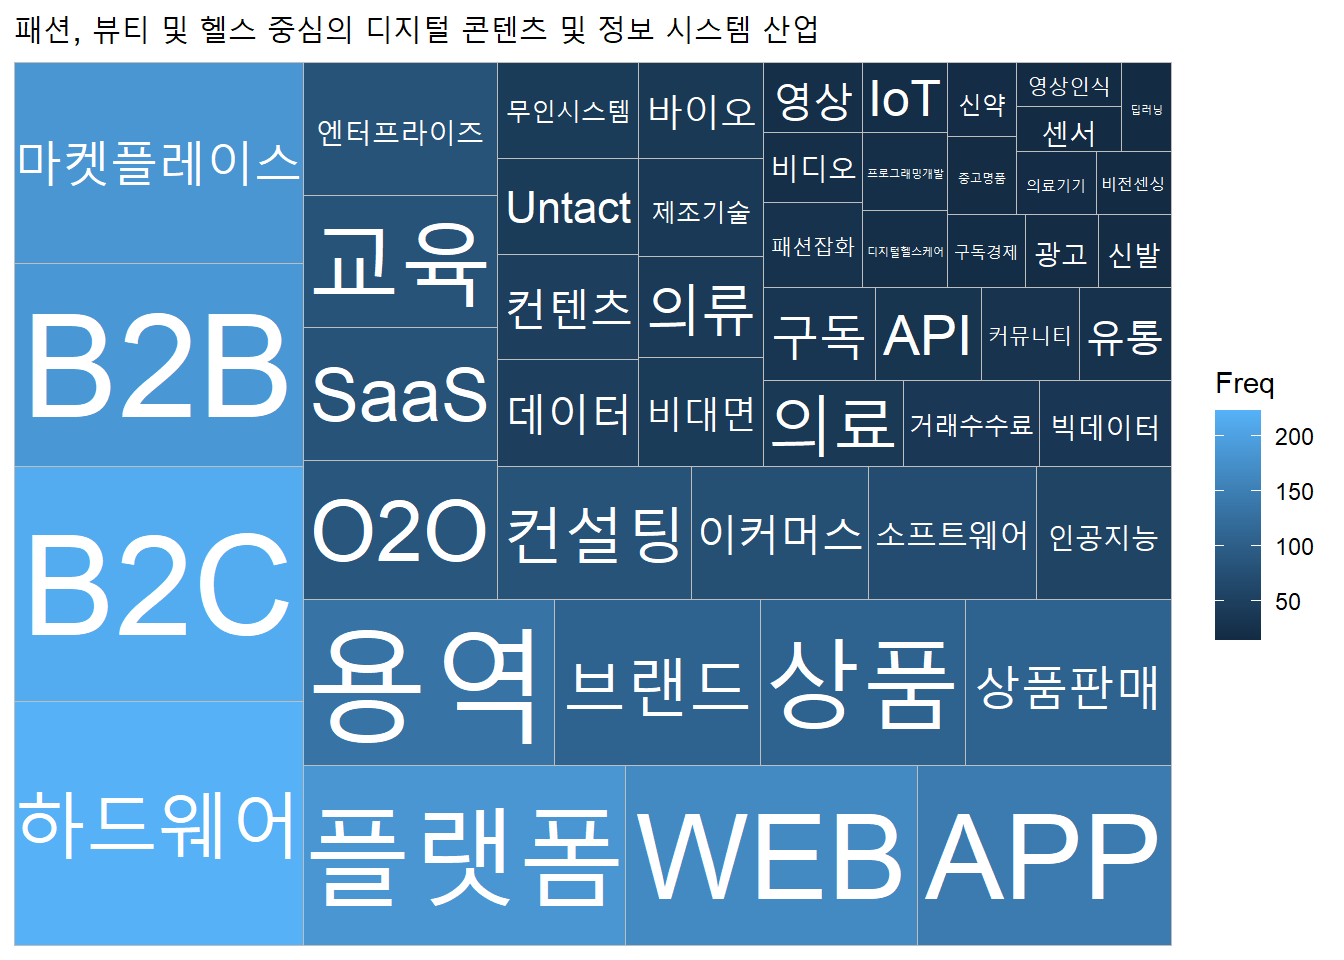 패션, 뷰티 및 헬스 중심의 디지털 콘텐츠 및 정보 시스템 산업
마켓플레이스
B2B
B2C
하드웨어
엔터프라이즈
교육
SaaS
O2O
무인시스템
Untact
컨텐츠
데이터
바이오
제조기술
의류
비대면
영상
비디오
패션잡화
IoT
프로그래밍개발
디지털헬스케어
신약
중고명품
영상인식
센서
딥러닝
의료기기
비전센싱
구독경제
광고
신발
구독
API
커뮤니티
유통
의료
거래수수료
빅데이터
컨설팅
이커머스
소프트웨어
인공지능
용역
브랜드
상품
상품판매
플랫폼
WEB
APP
Freq
200
150
100
50